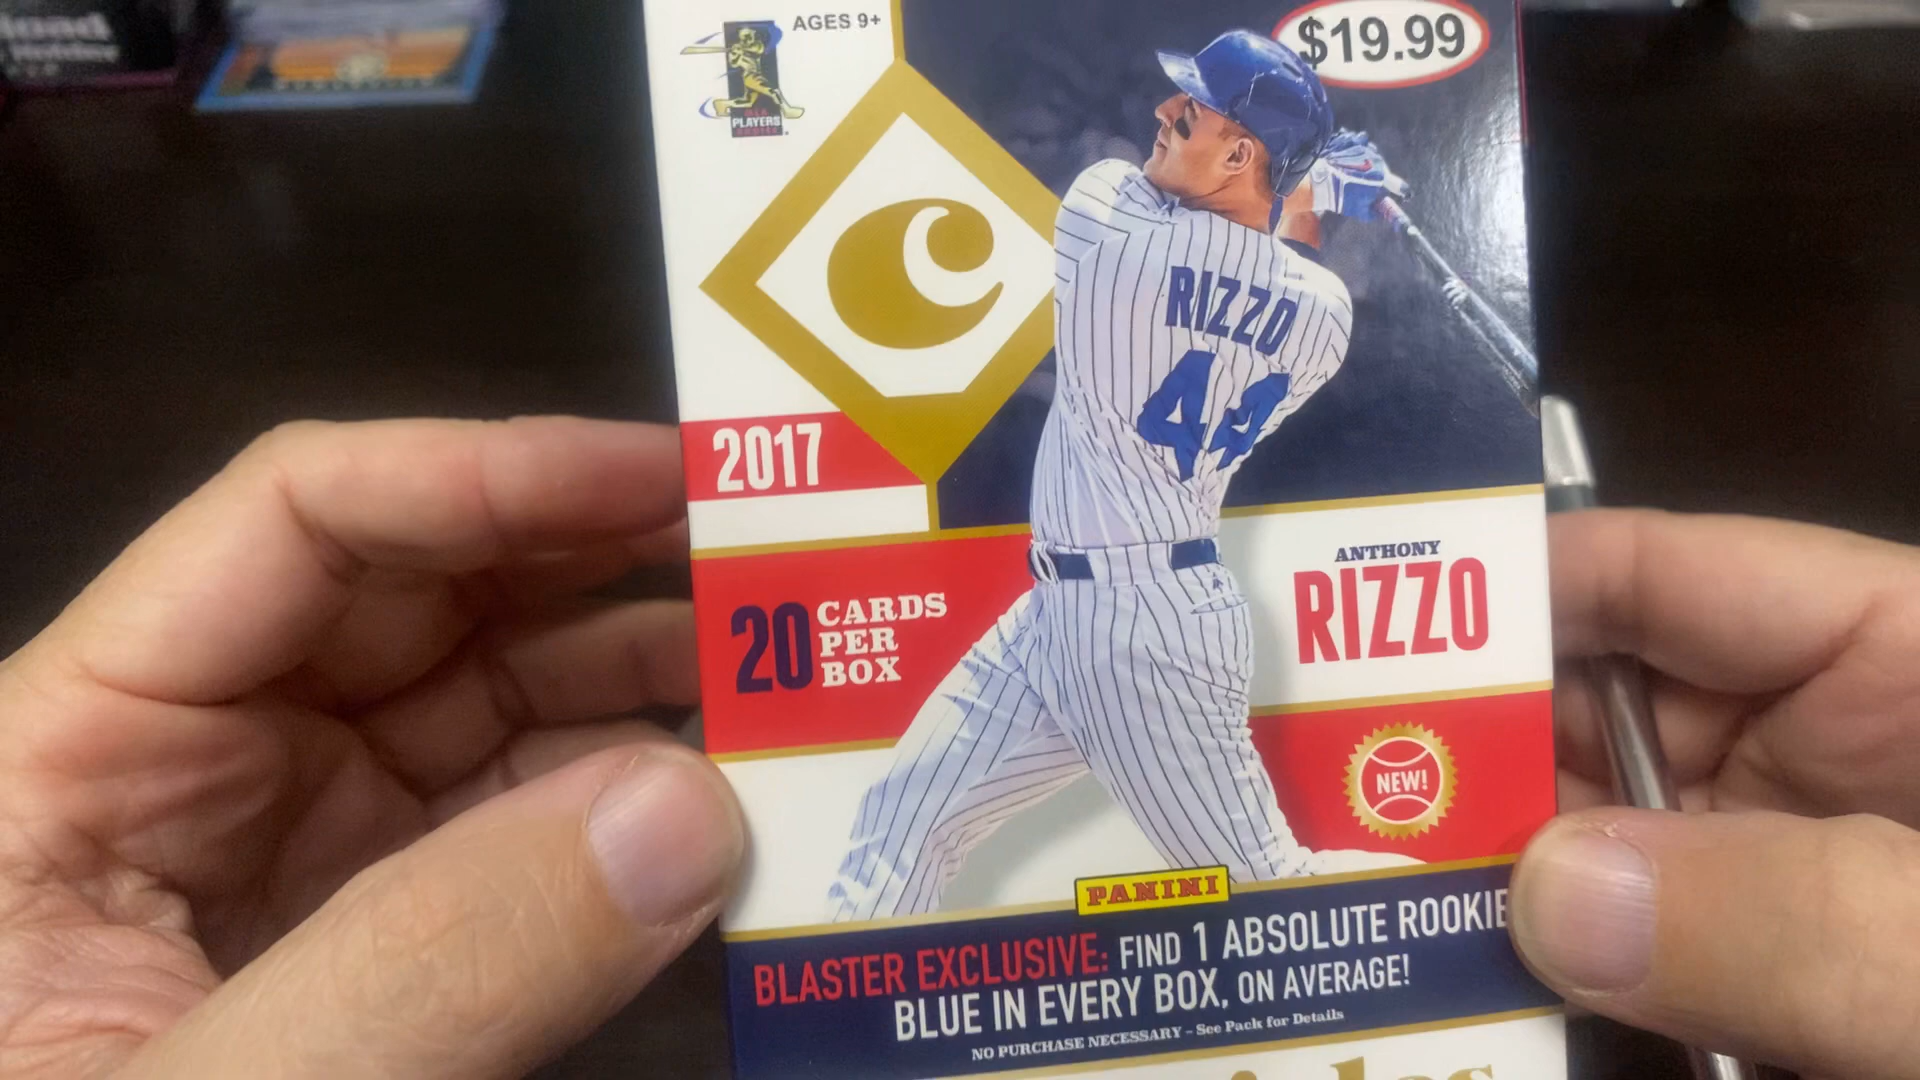 AGES 9+
$19.99
PLAYERS
C
RIZZO
44
2017
ANTHONY
RIZZO
20 CARDS
PER
BOX
NEW!
PANINI
BLASTER EXCLUSIVE: FIND 1 ABSOLUTE ROOKIE
BLUE IN EVERY BOX, ON AVERAGE!
NO PURCHASE NECESSARY – See Pack for Details